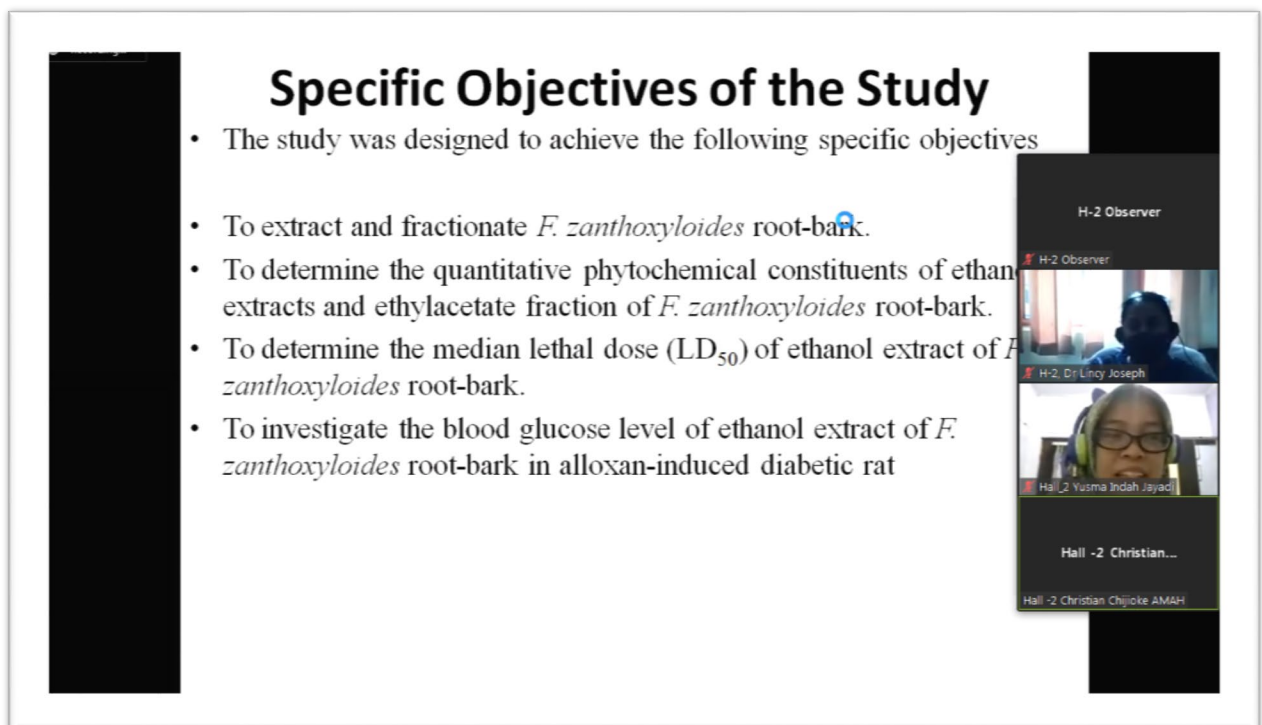 Specific Objectives of the Study
• The study was designed to achieve the following specific objectives
• To extract and fractionate F. zanthoxyloides root-bark.
• To determine the quantitative phytochemical constituents of ethan
extracts and ethylacetate fraction of F. zanthoxyloides root-bark.
• To determine the median lethal dose (LD50) of ethanol extract of F
zanthoxyloides root-bark.
• To investigate the blood glucose level of ethanol extract of F.
zanthoxyloides root-bark in alloxan-induced diabetic rat
H-2 Observer
H-2 Observer
H-2, Dr Lincy Joseph
Hall_2 Yusma Indah Jayadi
Hall -2 Christian...
Hall -2 Christian Chijioke AMAH